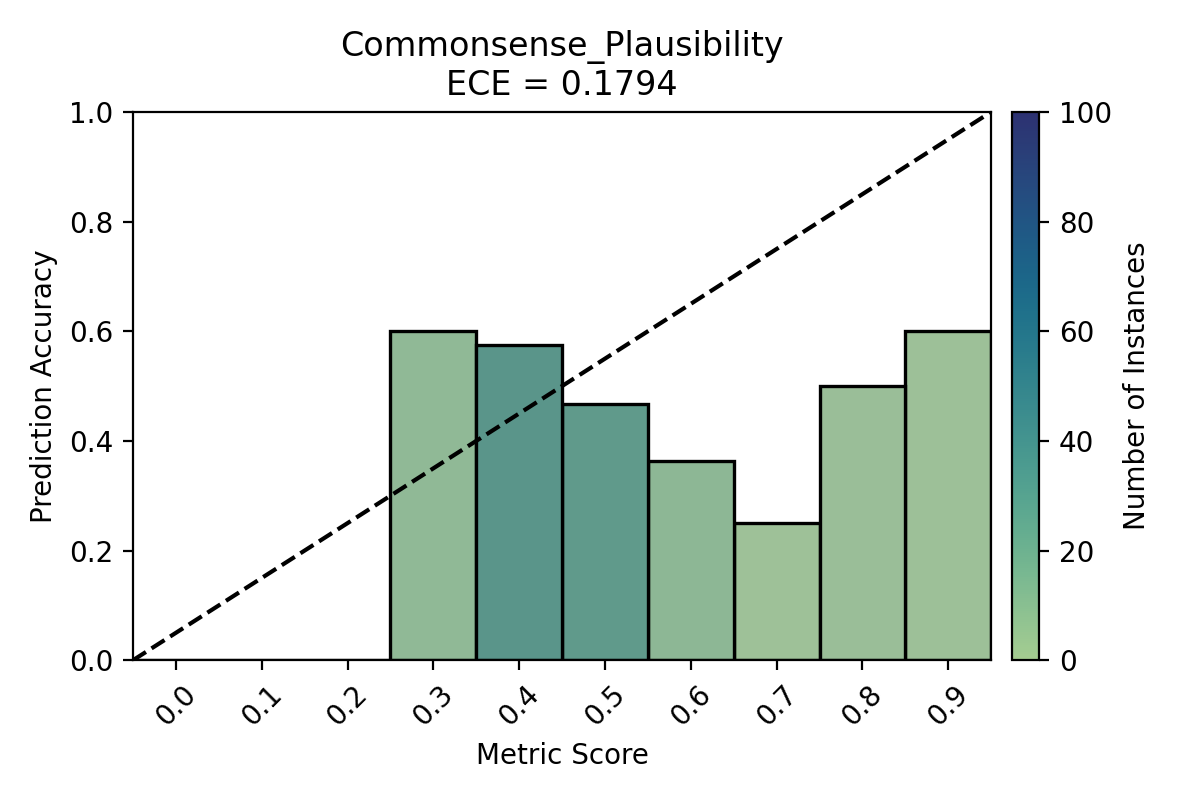 Commonsense_Plausibility
ECE = 0.1794
1.0
0.8
0.6
0.4
0.2
0.0
Prediction Accuracy
0.0 0.1 0.2 0.3 0.4 0.5 0.6 0.7 0.8 0.9
Metric Score
100
80
60
40
20
0
Number of Instances